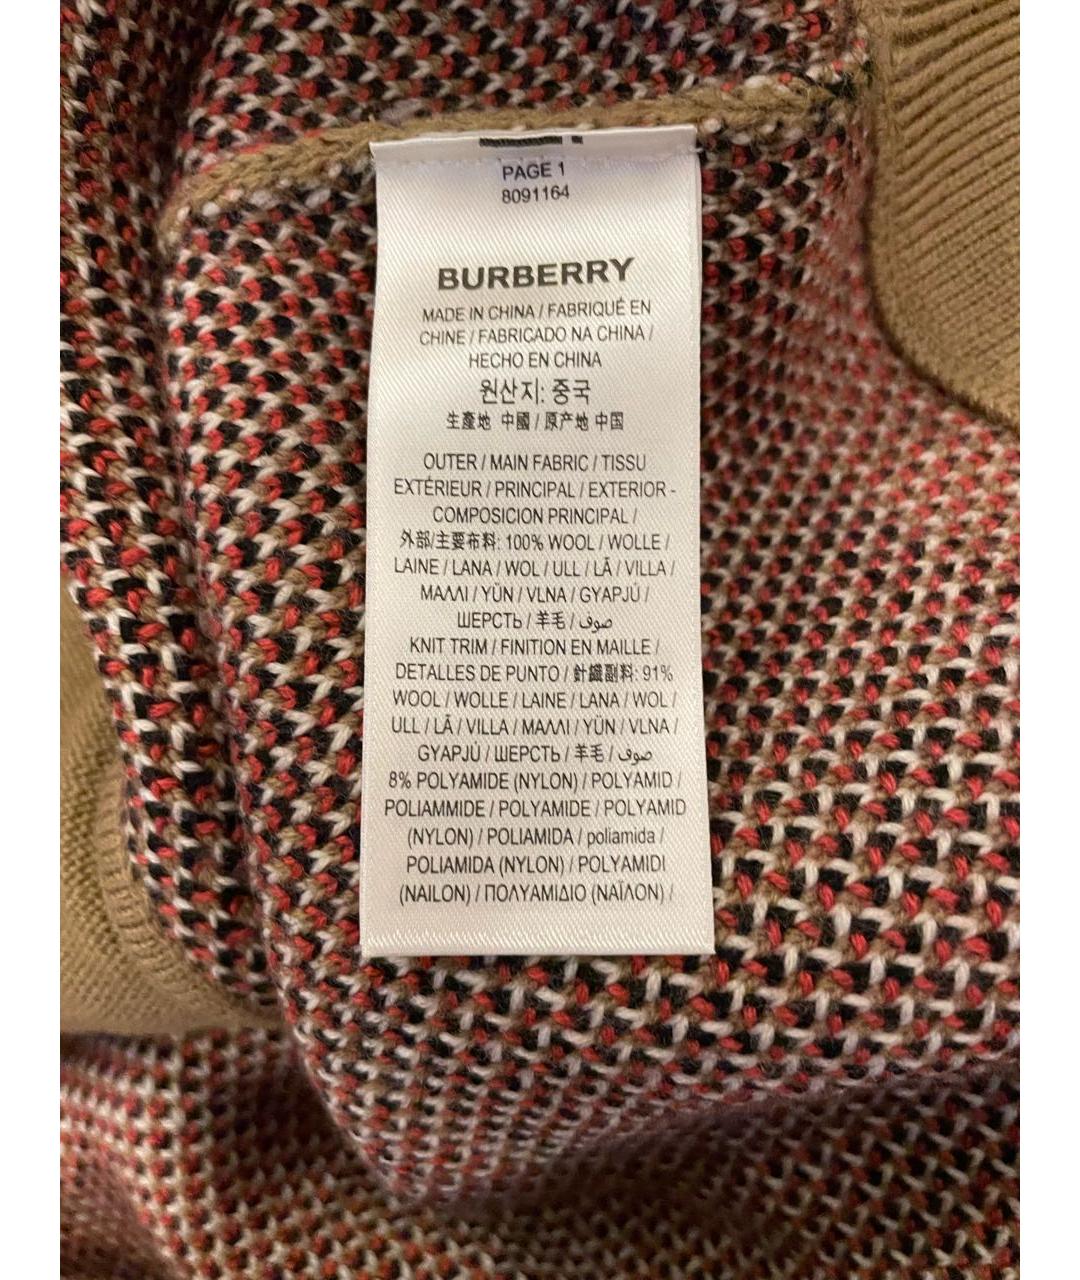 PAGE 1
8091164
BURBERRY
MADE IN CHINA / FABRIQUÉ EN
CHINE / FABRICADO NA CHINA /
HECHO EN CHINA
원산지: 중국
生產地 中國 / 原产地 中国
OUTER / MAIN FABRIC / TISSU
EXTÉRIEUR / PRINCIPAL / EXTERIOR -
COMPOSICION PRINCIPAL /
外部/主要布料: 100% WOOL / WOLLE /
LAINE / LANA / WOL / ULL / LÃ / VILLA /
ΜΑΛΛΙ / YÜN / VLNA / GYAPJÚ /
ШЕРСТЬ / 羊毛 / صوف
KNIT TRIM / FINITION EN MAILLE /
DETALLES DE PUNTO / 針織副料: 91%
WOOL / WOLLE / LAINE / LANA / WOL /
ULL / LÃ / VILLA / ΜΑΛΛΙ / YÜN / VLNA /
GYAPJÚ / ШЕРСТЬ / 羊毛 / صوف
8% POLYAMIDE (NYLON) / POLYAMID /
POLIAMMIDE / POLYAMIDE / POLYAMID
(NYLON) / POLIAMIDA / poliamida /
POLIAMIDA (NYLON) / POLYAMIDI
(NAILON) / ΠΟΛΥΑΜΙΔΙΟ (ΝΑΪΛΟΝ) /